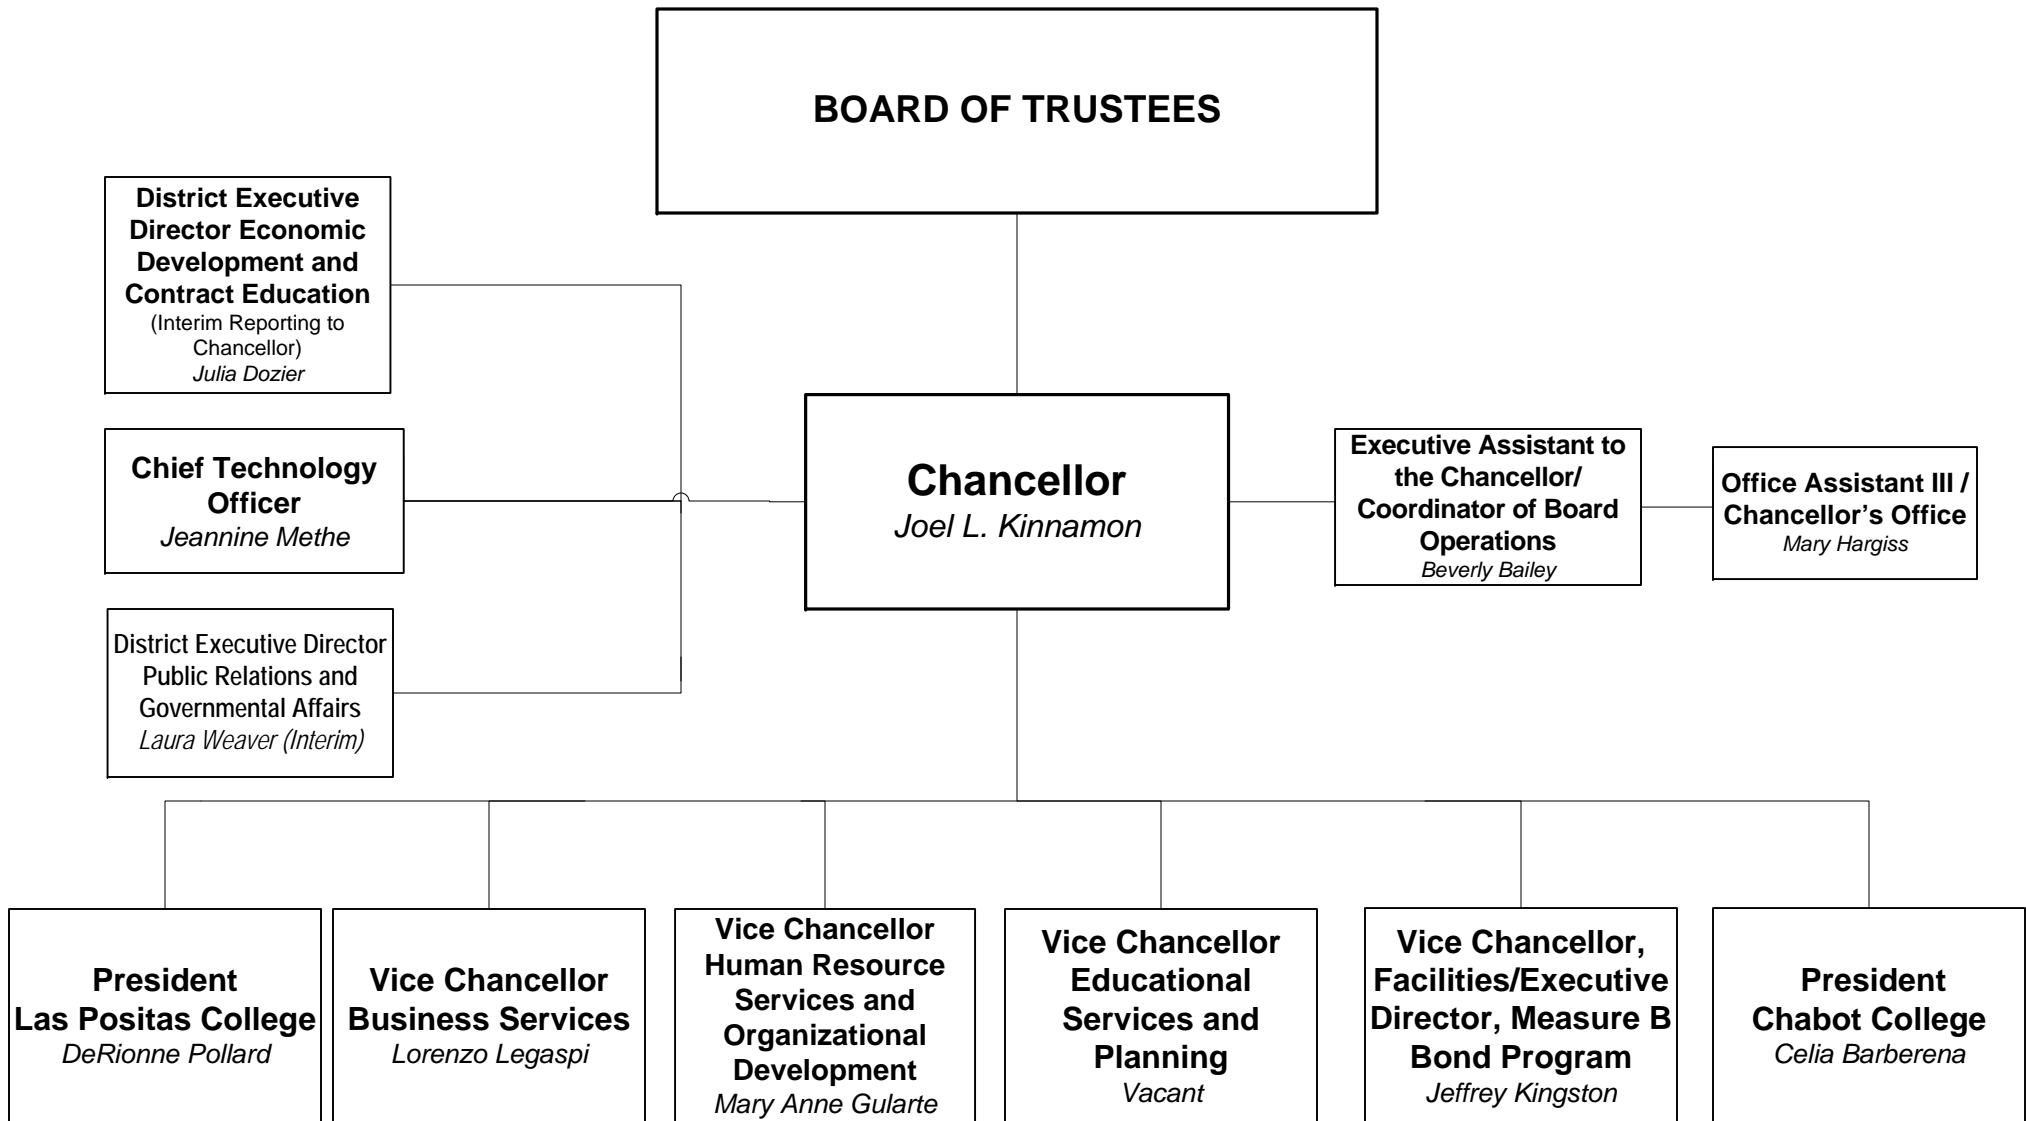 BOARD OF TRUSTEES
District Executive
Director Economic
Development and
Contract Education
(Interim Reporting to
Chancellor)
Julia Dozier
Chief Technology
Officer
Jeannine Methe
District Executive Director
Public Relations and
Governmental Affairs
Laura Weaver (Interim)
Chancellor
Joel L. Kinnamon
Executive Assistant to
the Chancellor/
Coordinator of Board
Operations
Beverly Bailey
Office Assistant III /
Chancellor’s Office
Mary Hargiss
President
Las Positas College
DeRionne Pollard
Vice Chancellor
Business Services
Lorenzo Legaspi
Vice Chancellor
Human Resource
Services and
Organizational
Development
Mary Anne Gularte
Vice Chancellor
Educational
Services and
Planning
Vacant
Vice Chancellor,
Facilities/Executive
Director, Measure B
Bond Program
Jeffrey Kingston
President
Chabot College
Celia Barberena